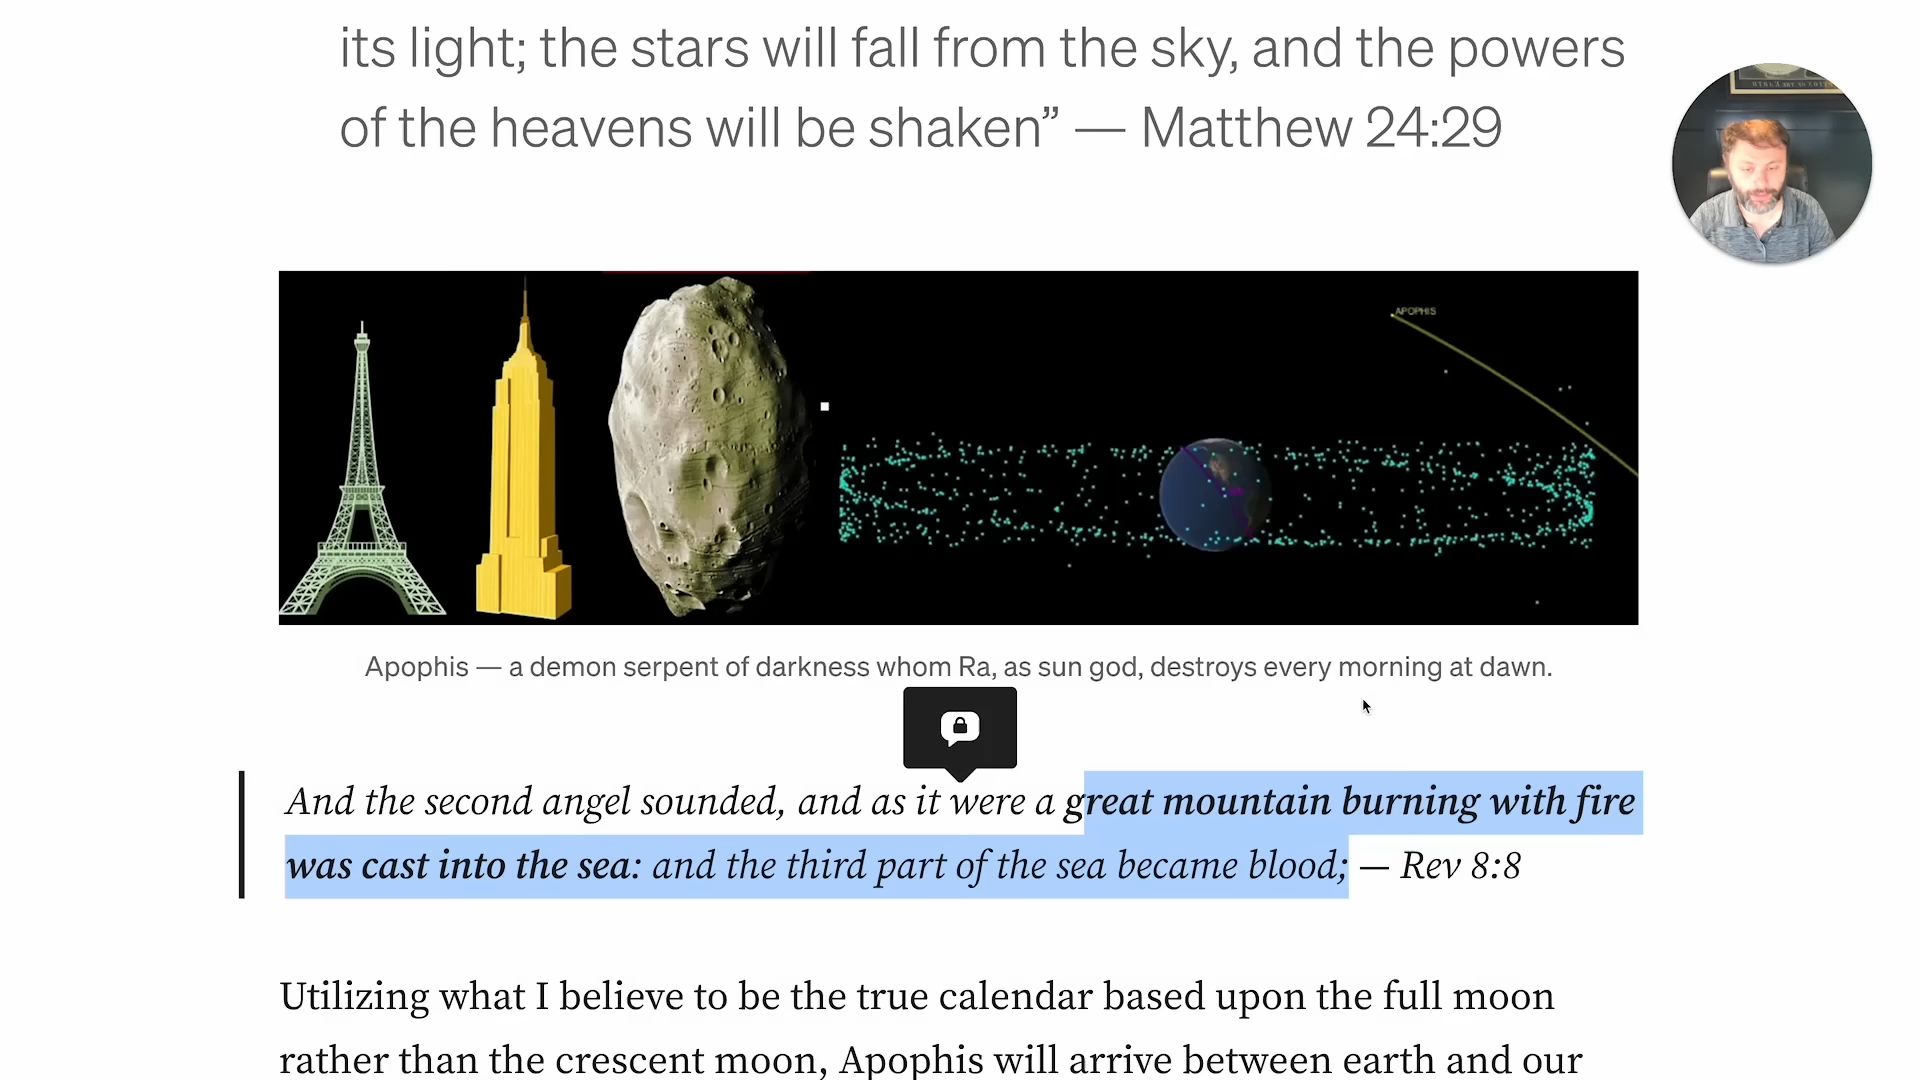 its light; the stars will fall from the sky, and the powers
of the heavens will be shaken” — Matthew 24:29
APOPHIS
Apophis — a demon serpent of darkness whom Ra, as sun god, destroys every morning at dawn.
And the second angel sounded, and as it were a great mountain burning with fire
was cast into the sea: and the third part of the sea became blood; — Rev 8:8
Utilizing what I believe to be the true calendar based upon the full moon
rather than the crescent moon, Apophis will arrive between earth and our